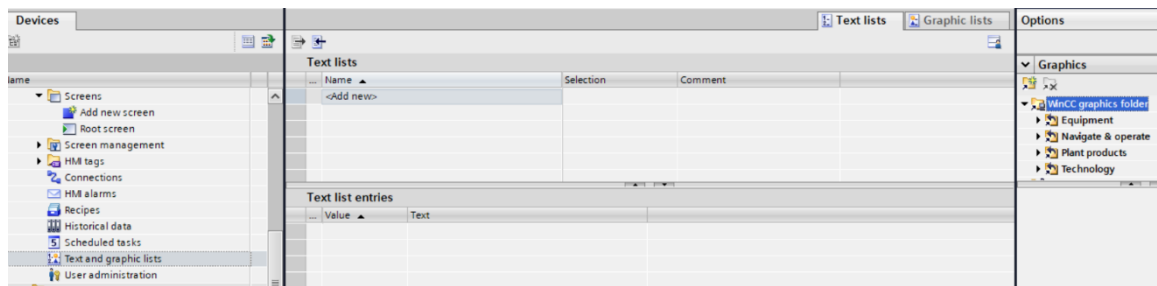 Devices
Text lists
Graphic lists
Options
Text lists
Graphics
... Name Selection Comment
<Add new>
ame
Screens
Add new screen
Root screen
Screen management
HMI tags
Connections
HMI alarms
Recipes
Historical data
Scheduled tasks
Text and graphic lists
User administration
Text list entries
... Value Text
WinCC graphics folder
Equipment
Navigate & operate
Plant products
Technology